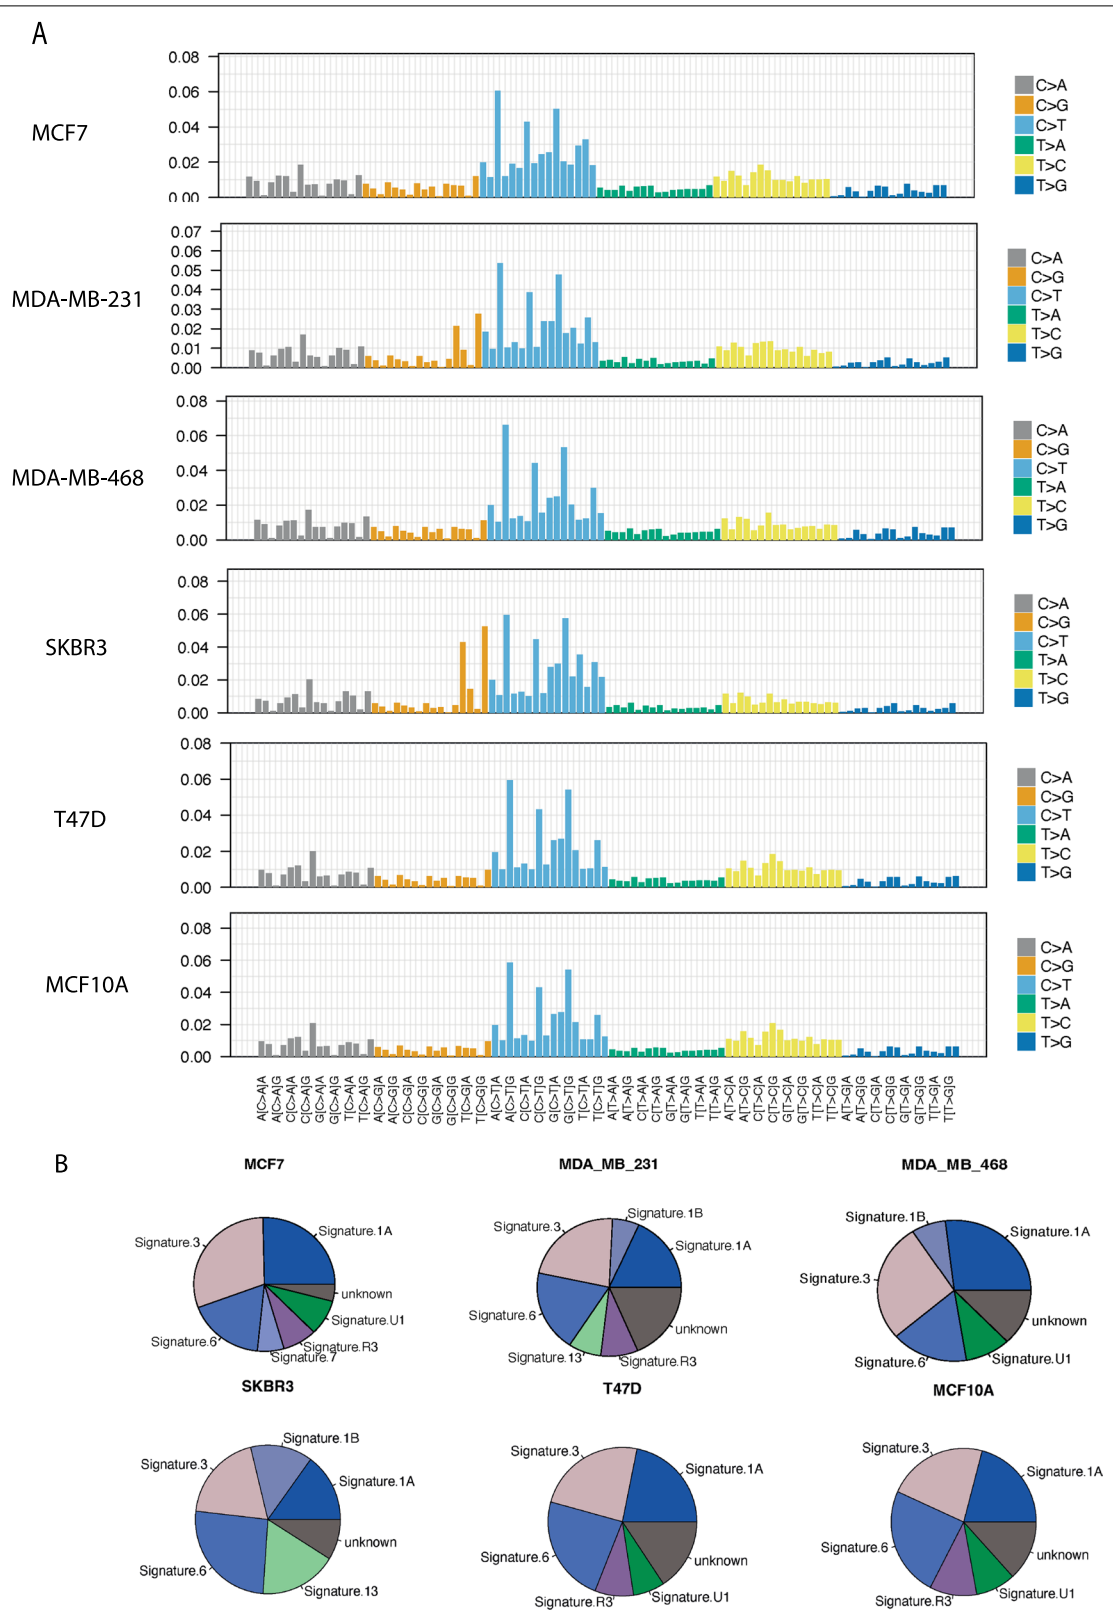 A
MCF7
0.08
0.06
0.04
0.02
0.00
C>A
C>G
C>T
T>A
T>C
T>G
MDA-MB-231
0.07
0.06
0.05
0.04
0.03
0.02
0.01
0.00
C>A
C>G
C>T
T>A
T>C
T>G
MDA-MB-468
0.08
0.06
0.04
0.02
0.00
C>A
C>G
C>T
T>A
T>C
T>G
SKBR3
0.08
0.06
0.04
0.02
0.00
C>A
C>G
C>T
T>A
T>C
T>G
T47D
0.08
0.06
0.04
0.02
0.00
C>A
C>G
C>T
T>A
T>C
T>G
MCF10A
0.08
0.06
0.04
0.02
0.00
C>A
C>G
C>T
T>A
T>C
T>G
A[C>A]A
A[C>A]G
C[C>A]A
C[C>A]G
G[C>A]A
G[C>A]G
T[C>A]A
T[C>A]G
A[C>G]A
A[C>G]G
C[C>G]A
C[C>G]G
G[C>G]A
G[C>G]G
T[C>G]A
T[C>G]G
A[C>T]A
A[C>T]G
C[C>T]A
C[C>T]G
G[C>T]A
G[C>T]G
T[C>T]A
T[C>T]G
A[T>A]A
A[T>A]G
C[T>A]A
C[T>A]G
G[T>A]A
G[T>A]G
T[T>A]A
T[T>A]G
A[T>C]A
A[T>C]G
C[T>C]A
C[T>C]G
G[T>C]A
G[T>C]G
T[T>C]A
T[T>C]G
A[T>G]A
A[T>G]G
C[T>G]A
C[T>G]G
G[T>G]A
G[T>G]G
T[T>G]A
T[T>G]G
B
MCF7
Signature.1A
Signature.3
Signature.6
Signature.7
Signature.R3
Signature.U1
unknown
MDA_MB_231
Signature.1B
Signature.1A
Signature.3
Signature.6
Signature.13
Signature.R3
unknown
MDA_MB_468
Signature.1B
Signature.1A
Signature.3
Signature.6
Signature.U1
unknown
SKBR3
Signature.1B
Signature.1A
Signature.3
Signature.6
Signature.13
unknown
T47D
Signature.3
Signature.1A
Signature.6
Signature.R3
Signature.U1
unknown
MCF10A
Signature.3
Signature.1A
Signature.6
Signature.R3
Signature.U1
unknown